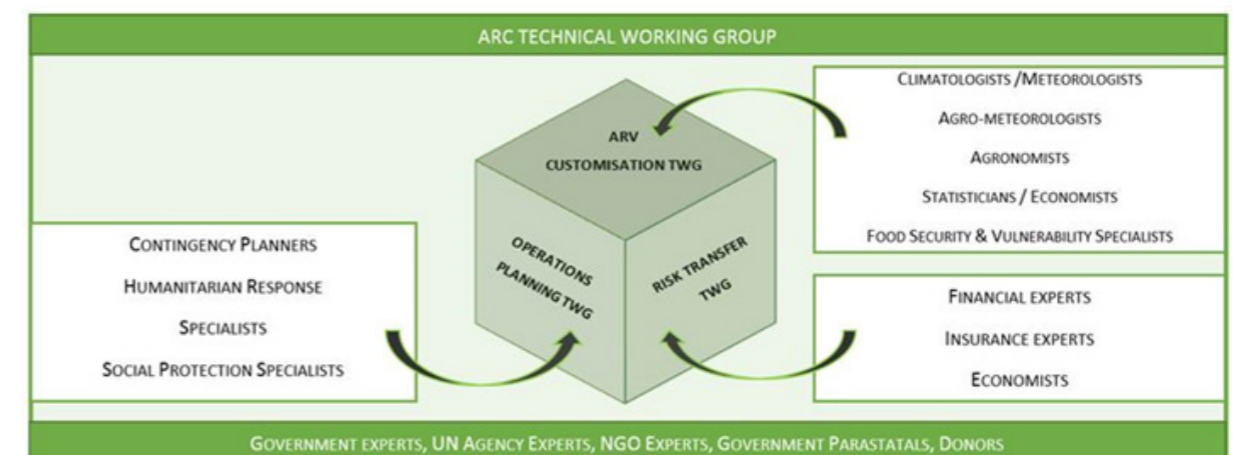 ARC TECHNICAL WORKING GROUP
CLIMATOLOGISTS /METEOROLOGISTS
AGRO-METEOROLOGISTS
AGRONOMISTS
STATISTICIANS / ECONOMISTS
FOOD SECURITY & VULNERABILITY SPECIALISTS
ARV
CUSTOMISATION TWG
OPERATIONS
PLANNING TWG
RISK TRANSFER
TWG
CONTINGENCY PLANNERS
HUMANITARIAN RESPONSE
SPECIALISTS
SOCIAL PROTECTION SPECIALISTS
FINANCIAL EXPERTS
INSURANCE EXPERTS
ECONOMISTS
GOVERNMENT EXPERTS, UN AGENCY EXPERTS, NGO EXPERTS, GOVERNMENT PARASTATALS, DONORS